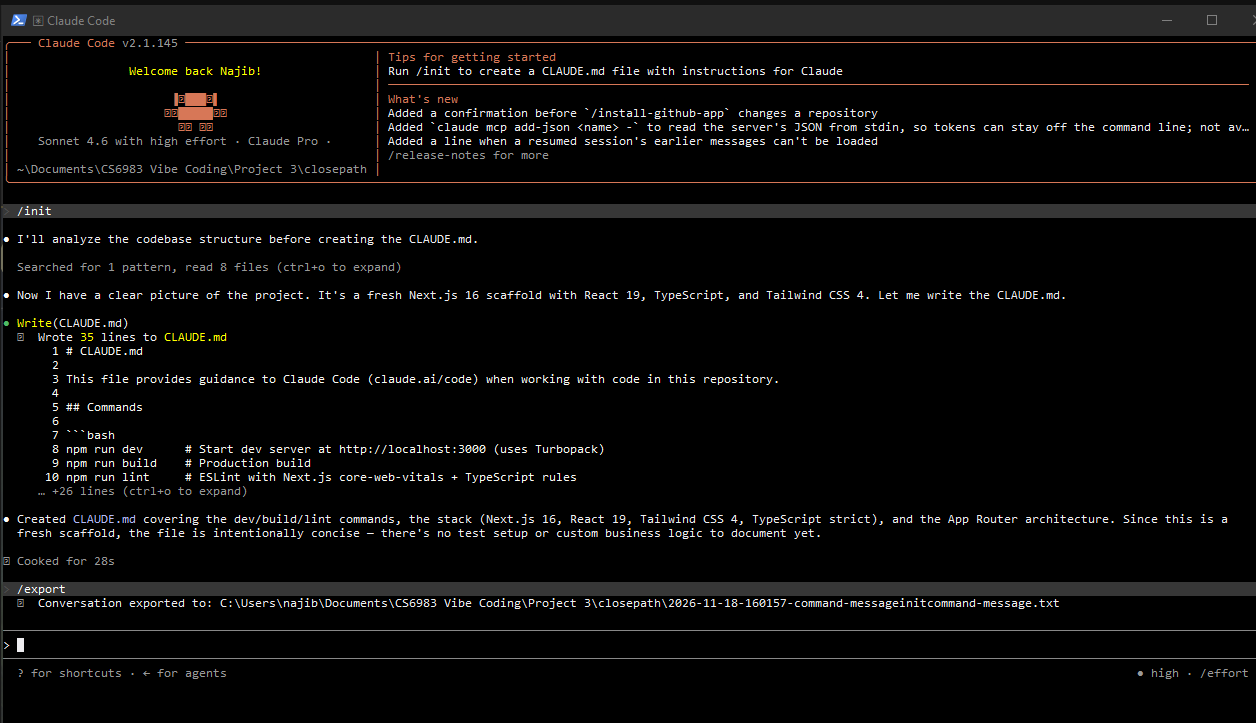 Claude Code
Claude Code v2.1.145
Welcome back Najib!
Sonnet 4.6 with high effort · Claude Pro ·
~\Documents\CS6983 Vibe Coding\Project 3\closepath
Tips for getting started
Run /init to create a CLAUDE.md file with instructions for Claude
What's new
Added a confirmation before `/install-github-app` changes a repository
Added `claude mcp add-json <name> -` to read the server's JSON from stdin, so tokens can stay off the command line; not av…
Added a line when a resumed session's earlier messages can't be loaded
/release-notes for more
> /init
● I'll analyze the codebase structure before creating the CLAUDE.md.
Searched for 1 pattern, read 8 files (ctrl+o to expand)
● Now I have a clear picture of the project. It's a fresh Next.js 16 scaffold with React 19, TypeScript, and Tailwind CSS 4. Let me write the CLAUDE.md.
● Write(CLAUDE.md)
Wrote 35 lines to CLAUDE.md
1 # CLAUDE.md
2
3 This file provides guidance to Claude Code (claude.ai/code) when working with code in this repository.
4
5 ## Commands
6
7 ```bash
8 npm run dev      # Start dev server at http://localhost:3000 (uses Turbopack)
9 npm run build    # Production build
10 npm run lint     # ESLint with Next.js core-web-vitals + TypeScript rules
… +26 lines (ctrl+o to expand)
● Created CLAUDE.md covering the dev/build/lint commands, the stack (Next.js 16, React 19, Tailwind CSS 4, TypeScript strict), and the App Router architecture. Since this is a
fresh scaffold, the file is intentionally concise — there's no test setup or custom business logic to document yet.
Cooked for 28s
> /export
Conversation exported to: C:\Users\najib\Documents\CS6983 Vibe Coding\Project 3\closepath\2026-11-18-160157-command-messageinitcommand-message.txt
>
? for shortcuts · ← for agents
● high · /effort